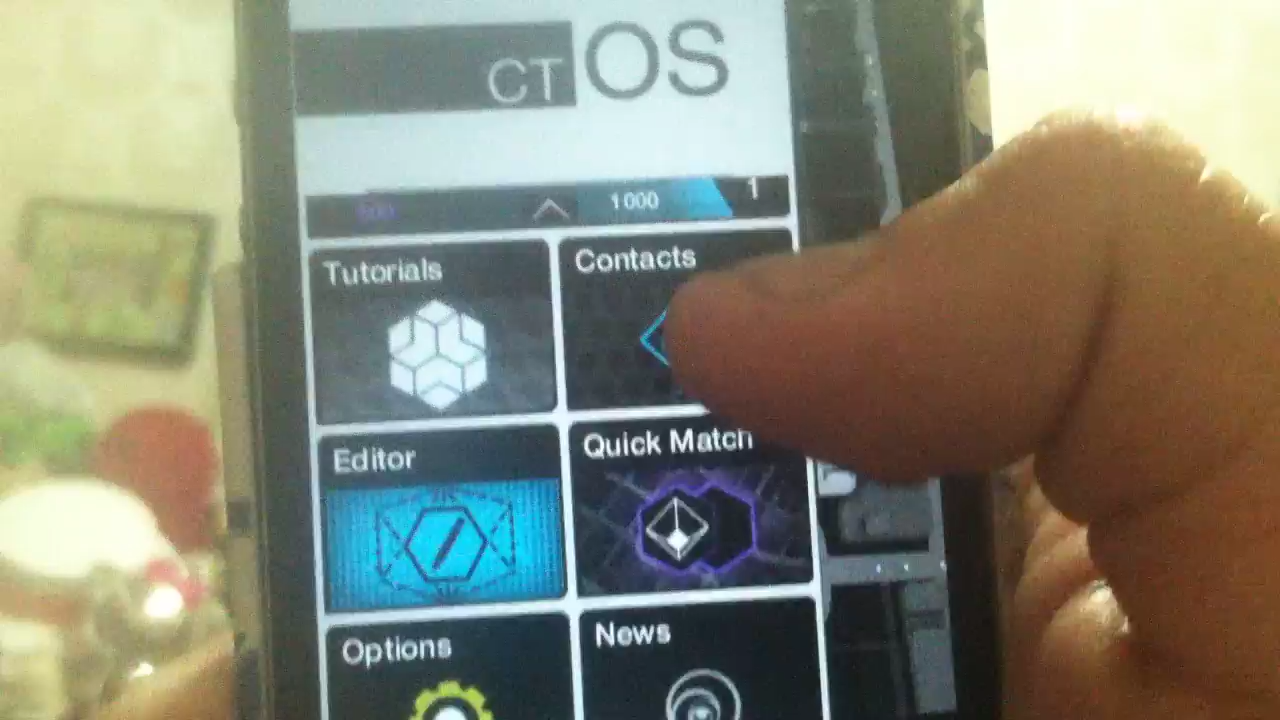 CT OS
1000 1
Tutorials Contacts
Editor Quick Match
Options News